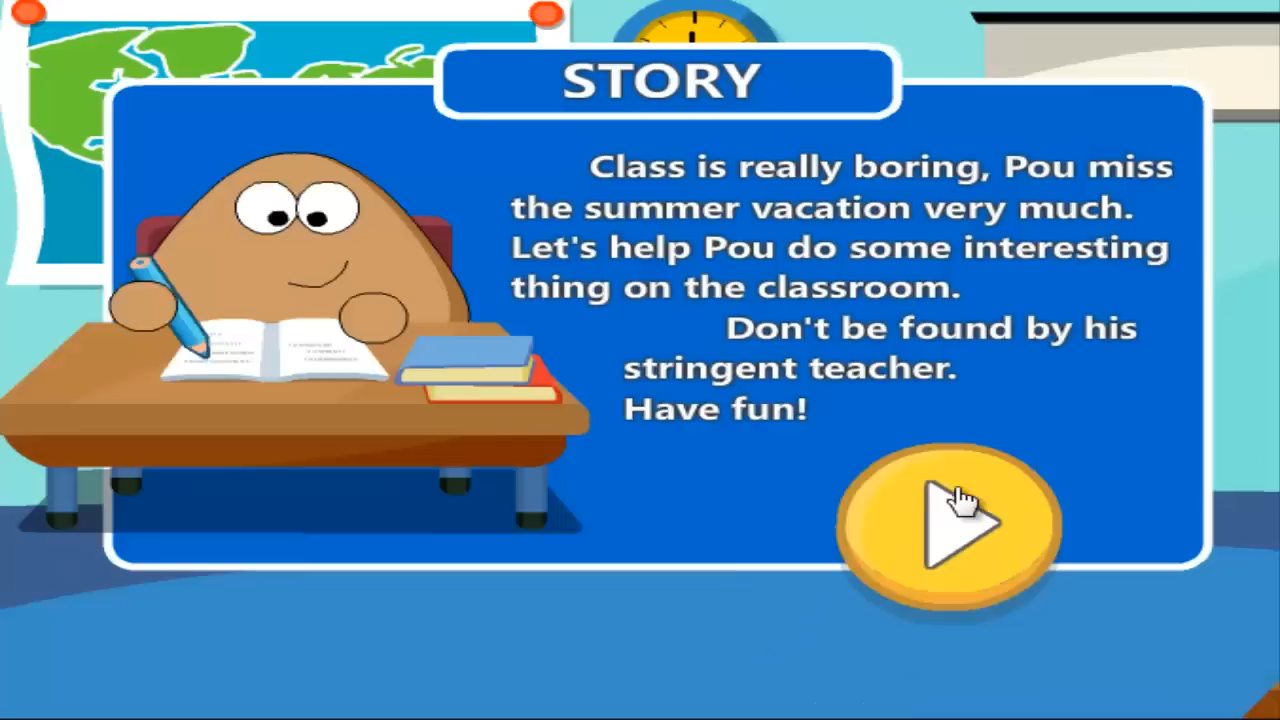 STORY
Class is really boring, Pou miss
the summer vacation very much.
Let's help Pou do some interesting
thing on the classroom.
Don't be found by his
stringent teacher.
Have fun!